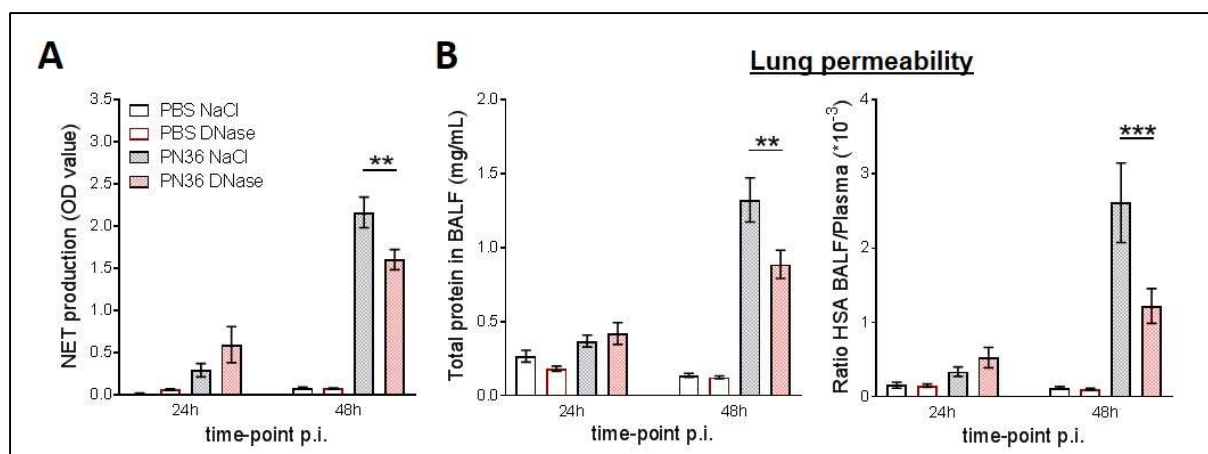 A
B
Lung permeability
NET production (OD value)
3.5
3.0
2.5
2.0
1.5
1.0
0.5
0.0
PBS NaCl
PBS DNase
PN36 NaCl
PN36 DNase
**
24h
48h
time-point p.i.
Total protein in BALF (mg/mL)
2.0
1.5
1.0
0.5
0.0
**
24h
48h
time-point p.i.
Ratio HSA BALF/Plasma (*10⁻³)
4
3
2
1
0
***
24h
48h
time-point p.i.